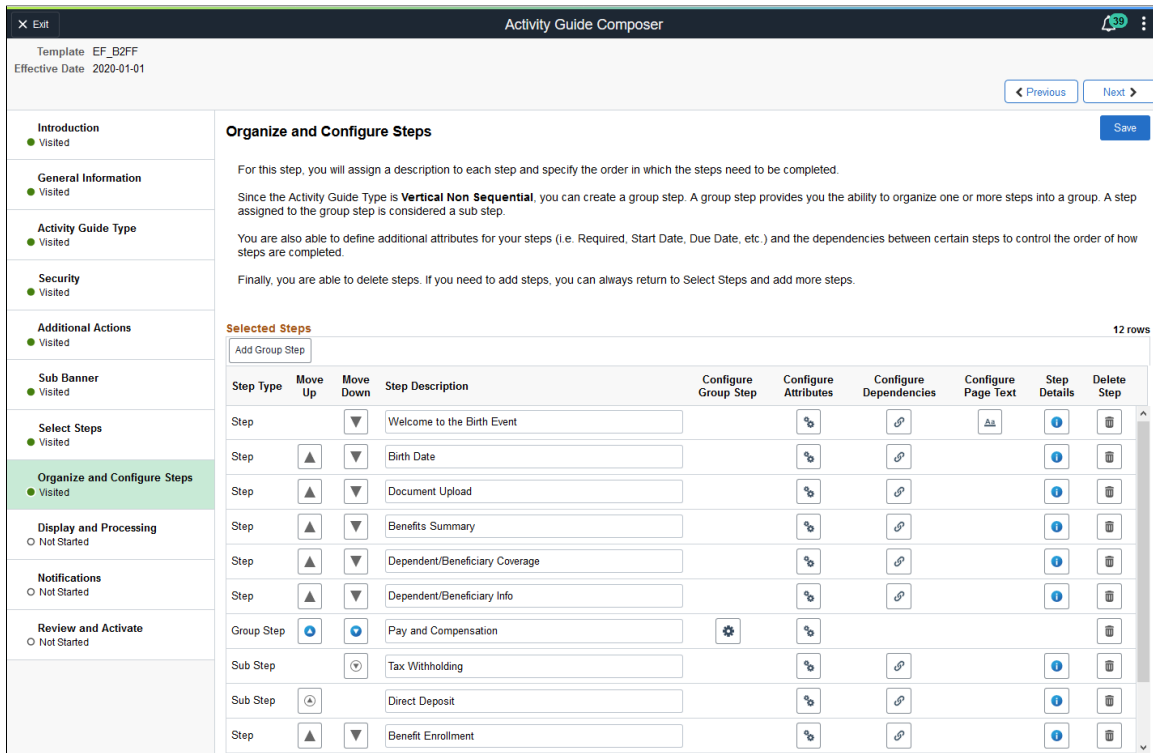 Exit
Activity Guide Composer
39
Template EF_B2FF
Effective Date 2020-01-01
Previous
Next
Introduction
Visited
General Information
Visited
Activity Guide Type
Visited
Security
Visited
Additional Actions
Visited
Sub Banner
Visited
Select Steps
Visited
Organize and Configure Steps
Visited
Display and Processing
Not Started
Notifications
Not Started
Review and Activate
Not Started
Organize and Configure Steps
Save
For this step, you will assign a description to each step and specify the order in which the steps need to be completed.
Since the Activity Guide Type is Vertical Non Sequential, you can create a group step. A group step provides you the ability to organize one or more steps into a group. A step
assigned to the group step is considered a sub step.
You are also able to define additional attributes for your steps (i.e. Required, Start Date, Due Date, etc.) and the dependencies between certain steps to control the order of how
steps are completed.
Finally, you are able to delete steps. If you need to add steps, you can always return to Select Steps and add more steps.
Selected Steps
12 rows
Add Group Step
Step Type Move Up Move Down Step Description Configure Group Step Configure Attributes Configure Dependencies Configure Page Text Step Details Delete Step
Step Welcome to the Birth Event Aa
Step Birth Date
Step Document Upload
Step Benefits Summary
Step Dependent/Beneficiary Coverage
Step Dependent/Beneficiary Info
Group Step Pay and Compensation
Sub Step Tax Withholding
Sub Step Direct Deposit
Step Benefit Enrollment